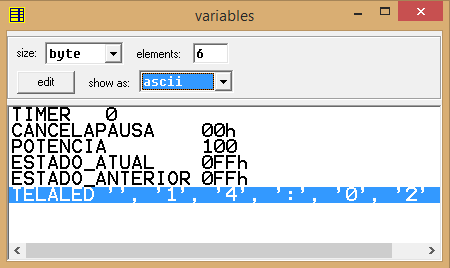 variables
size: byte elements: 6
edit show as: ascii
TIMER 0
CANCELAPAUSA 00h
POTENCIA 100
ESTADO_ATUAL 0FFh
ESTADO_ANTERIOR 0FFh
TELALED '', '1', '4', ':', '0', '2'